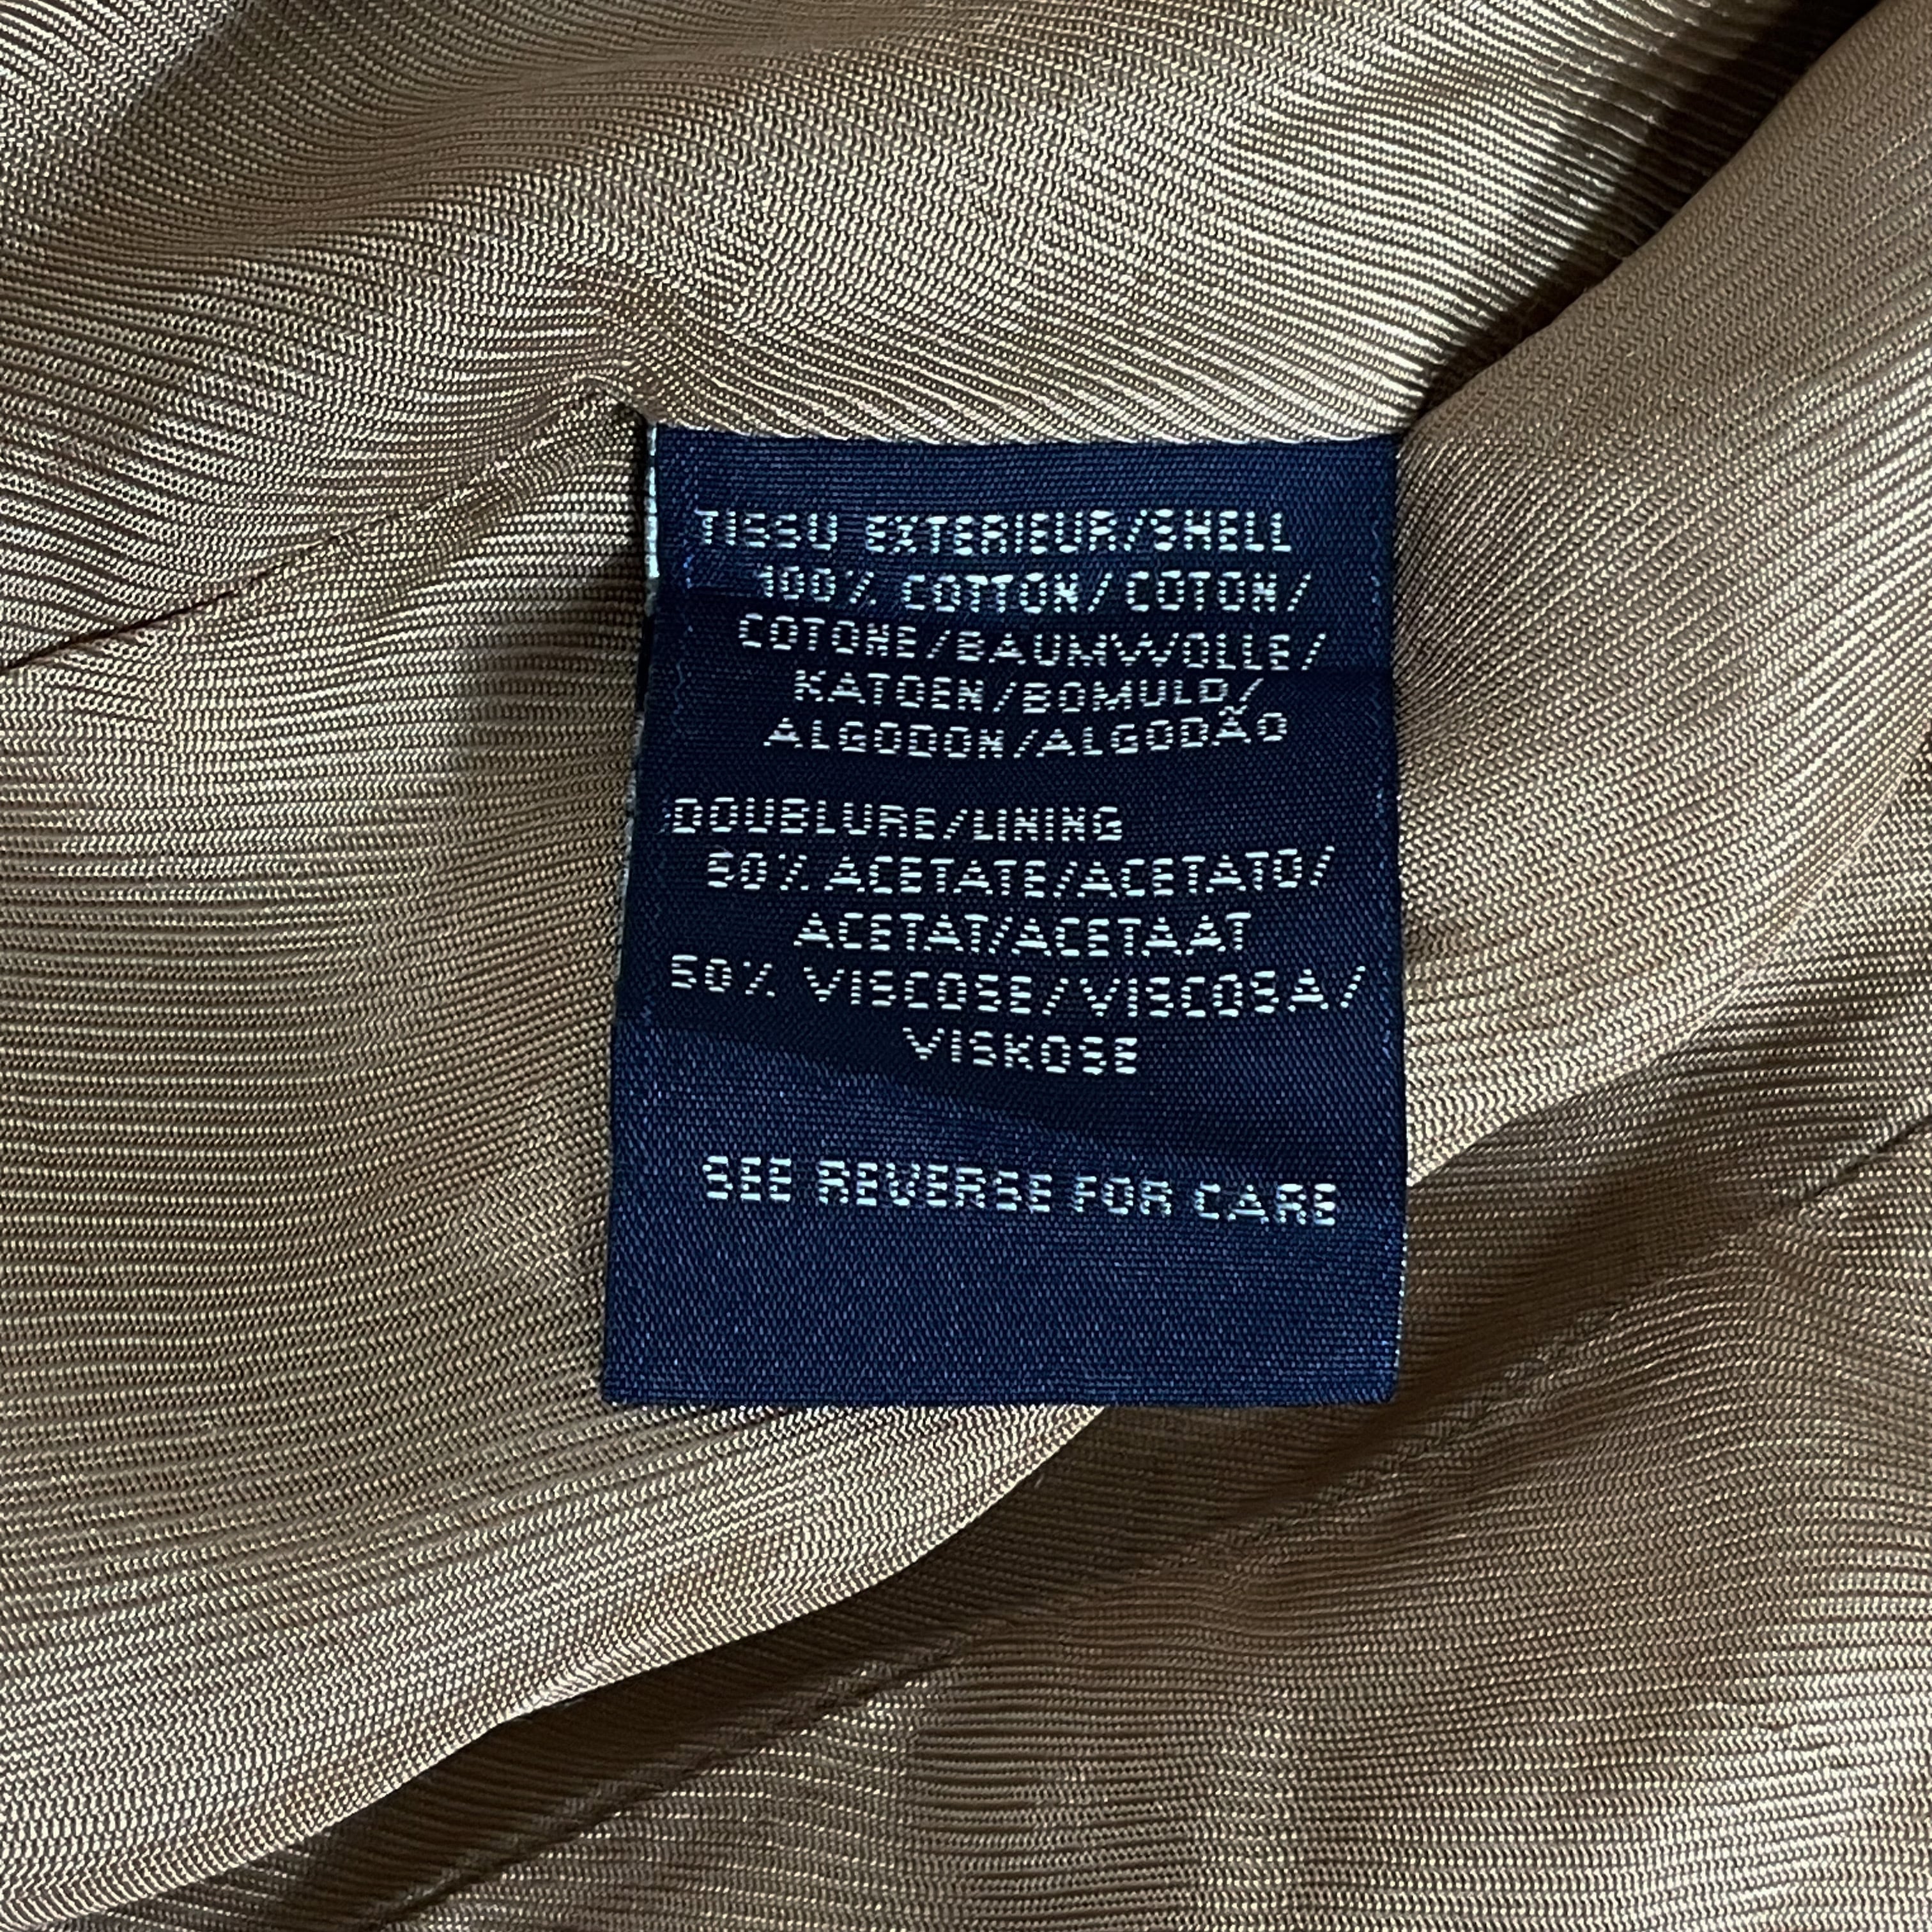 TISSU EXTERIEUR/SHELL
100% COTTON/COTON/
COTONE/BAUMWOLLE/
KATOEN/BOMULD/
ALGODON/ALGODÃO
DOUBLURE/LINING
50% ACETATE/ACETATO/
ACETAT/ACETAAT
50% VISCOSE/VISCOSA/
VISKOSE
SEE REVERSE FOR CARE